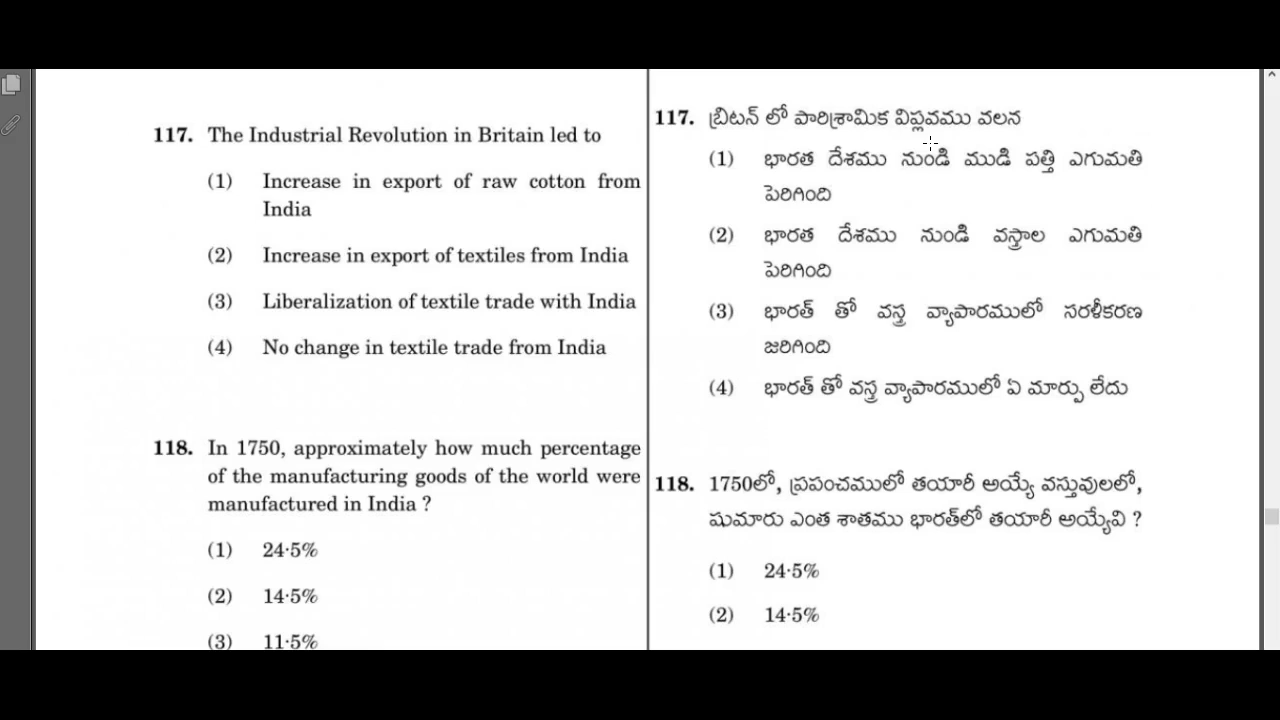 117. The Industrial Revolution in Britain led to
(1) Increase in export of raw cotton from
India
(2) Increase in export of textiles from India
(3) Liberalization of textile trade with India
(4) No change in textile trade from India
118. In 1750, approximately how much percentage
of the manufacturing goods of the world were
manufactured in India ?
(1) 24·5%
(2) 14·5%
(3) 11·5%
117. బ్రిటన్ లో పారిశ్రామిక విప్లవము వలన
(1) భారత దేశము నుండి ముడి పత్తి ఎగుమతి
పెరిగింది
(2) భారత దేశము నుండి వస్త్రాల ఎగుమతి
పెరిగింది
(3) భారత్ తో వస్త్ర వ్యాపారములో సరళీకరణ
జరిగింది
(4) భారత్ తో వస్త్ర వ్యాపారములో ఏ మార్పు లేదు
118. 1750లో, ప్రపంచములో తయారీ అయ్యే వస్తువులలో,
షుమారు ఎంత శాతము భారత్‌లో తయారీ అయ్యేవి ?
(1) 24·5%
(2) 14·5%